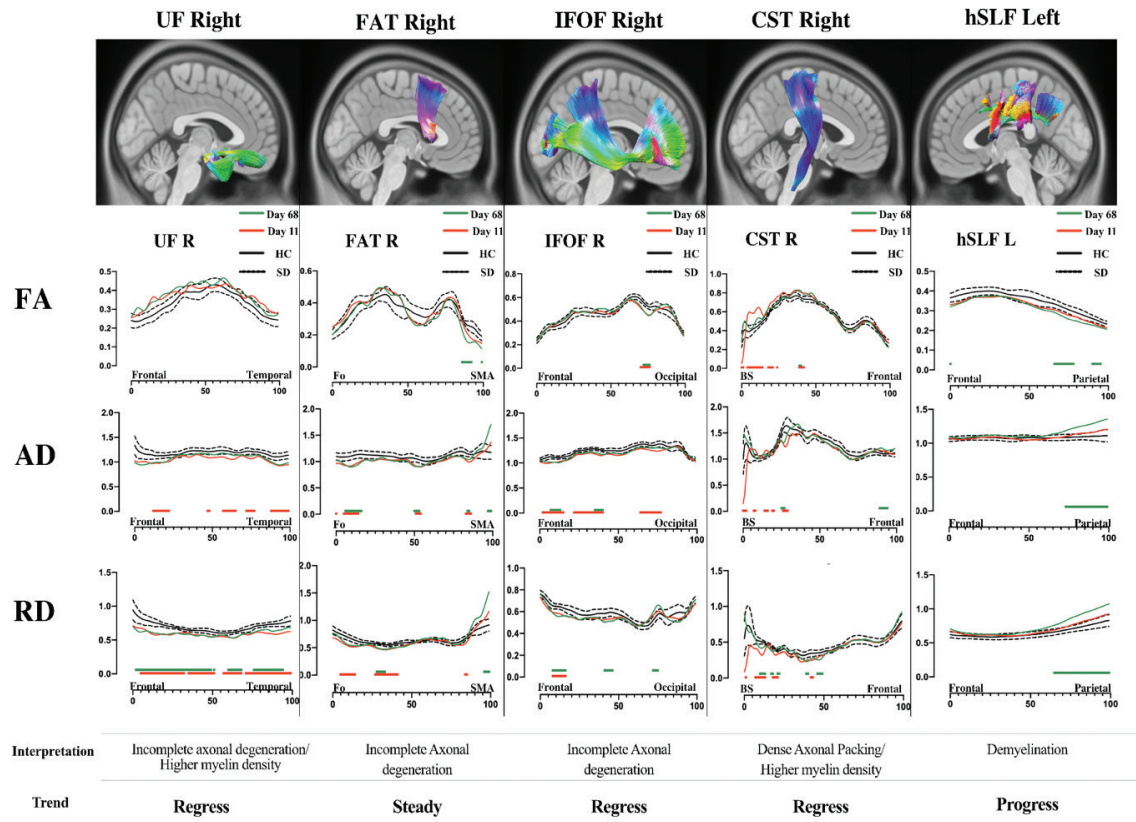 UF Right FAT Right IFOF Right CST Right hSLF Left
Day 68 Day 68 Day 68 Day 68 Day 68
Day 11 Day 11 Day 11 Day 11 Day 11
UF R FAT R IFOF R CST R hSLF L
HC HC HC HC HC
SD SD SD SD SD
FA
0.5 0.6 0.8 1.0 0.5
0.4 0.4 0.6 0.8 0.4
0.3 0.4 0.6 0.3
0.2 0.2 0.2 0.4 0.2
0.1 0.2 0.1
0.0 0.0 0.0 0.0 0.0
Frontal Temporal Fo SMA Frontal Occipital BS Frontal Frontal Parietal
0 50 100 0 50 100 0 50 100 0 50 100 0 50 100
AD
2.0 2.0 2.0 2.0 1.5
1.5 1.5 1.5 1.5 1.0
1.0 1.0 1.0 1.0 0.5
0.5 0.5 0.5 0.5
0.0 0.0 0.0 0.0 0.0
Frontal Temporal Fo SMA Frontal Occipital BS Frontal Frontal Parietal
0 50 100 0 50 100 0 50 100 0 50 100 0 50 100
RD
1.5 2.0 1.0 1.5 1.5
1.0 1.5 0.8 1.0 1.0
1.0 0.6
0.5 0.5 0.4 0.5 0.5
0.2
0.0 0.0 0.0 0.0 0.0
Frontal Temporal Fo SMA Frontal Occipital BS Frontal Frontal Parietal
0 50 100 0 50 100 0 50 100 0 50 100 0 50 100
Interpretation Incomplete axonal degeneration/ Incomplete Axonal Incomplete Axonal Dense Axonal Packing/ Demyelination
Higher myelin density degeneration degeneration Higher myelin density
Trend Regress Steady Regress Regress Progress